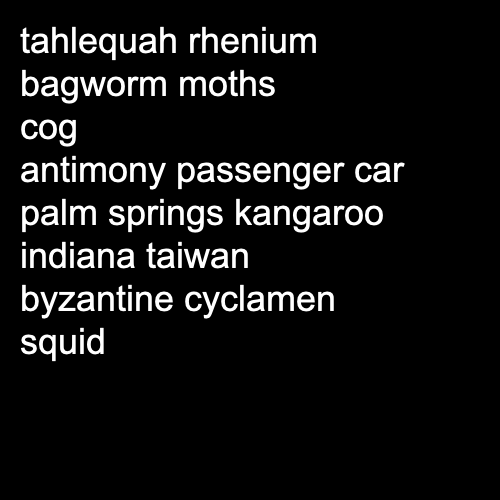 tahlequah rhenium
bagworm moths
cog
antimony passenger car
palm springs kangaroo
indiana taiwan
byzantine cyclamen
squid